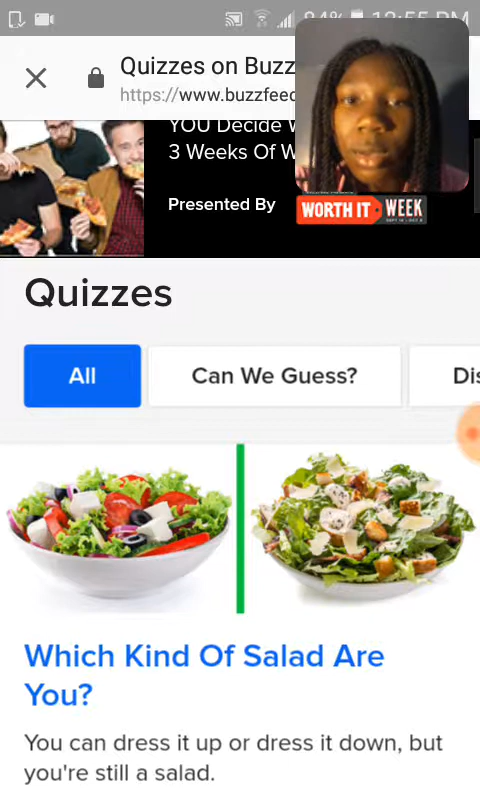 Quizzes on Buzz
https://www.buzzfeed
YOU Decide
3 Weeks Of W
Presented By
WORTH IT WEEK
Quizzes
All
Can We Guess?
Dis
Which Kind Of Salad Are
You?
You can dress it up or dress it down, but
you're still a salad.